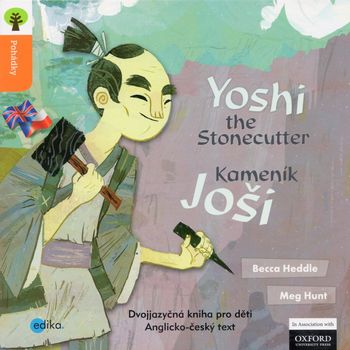 Pohádky
Yoshi
the Stonecutter
Kameník
Joši
Becca Heddle
Meg Hunt
edika
Dvojjazyčná kniha pro děti
Anglicko-český text
In Association with
OXFORD
UNIVERSITY PRESS